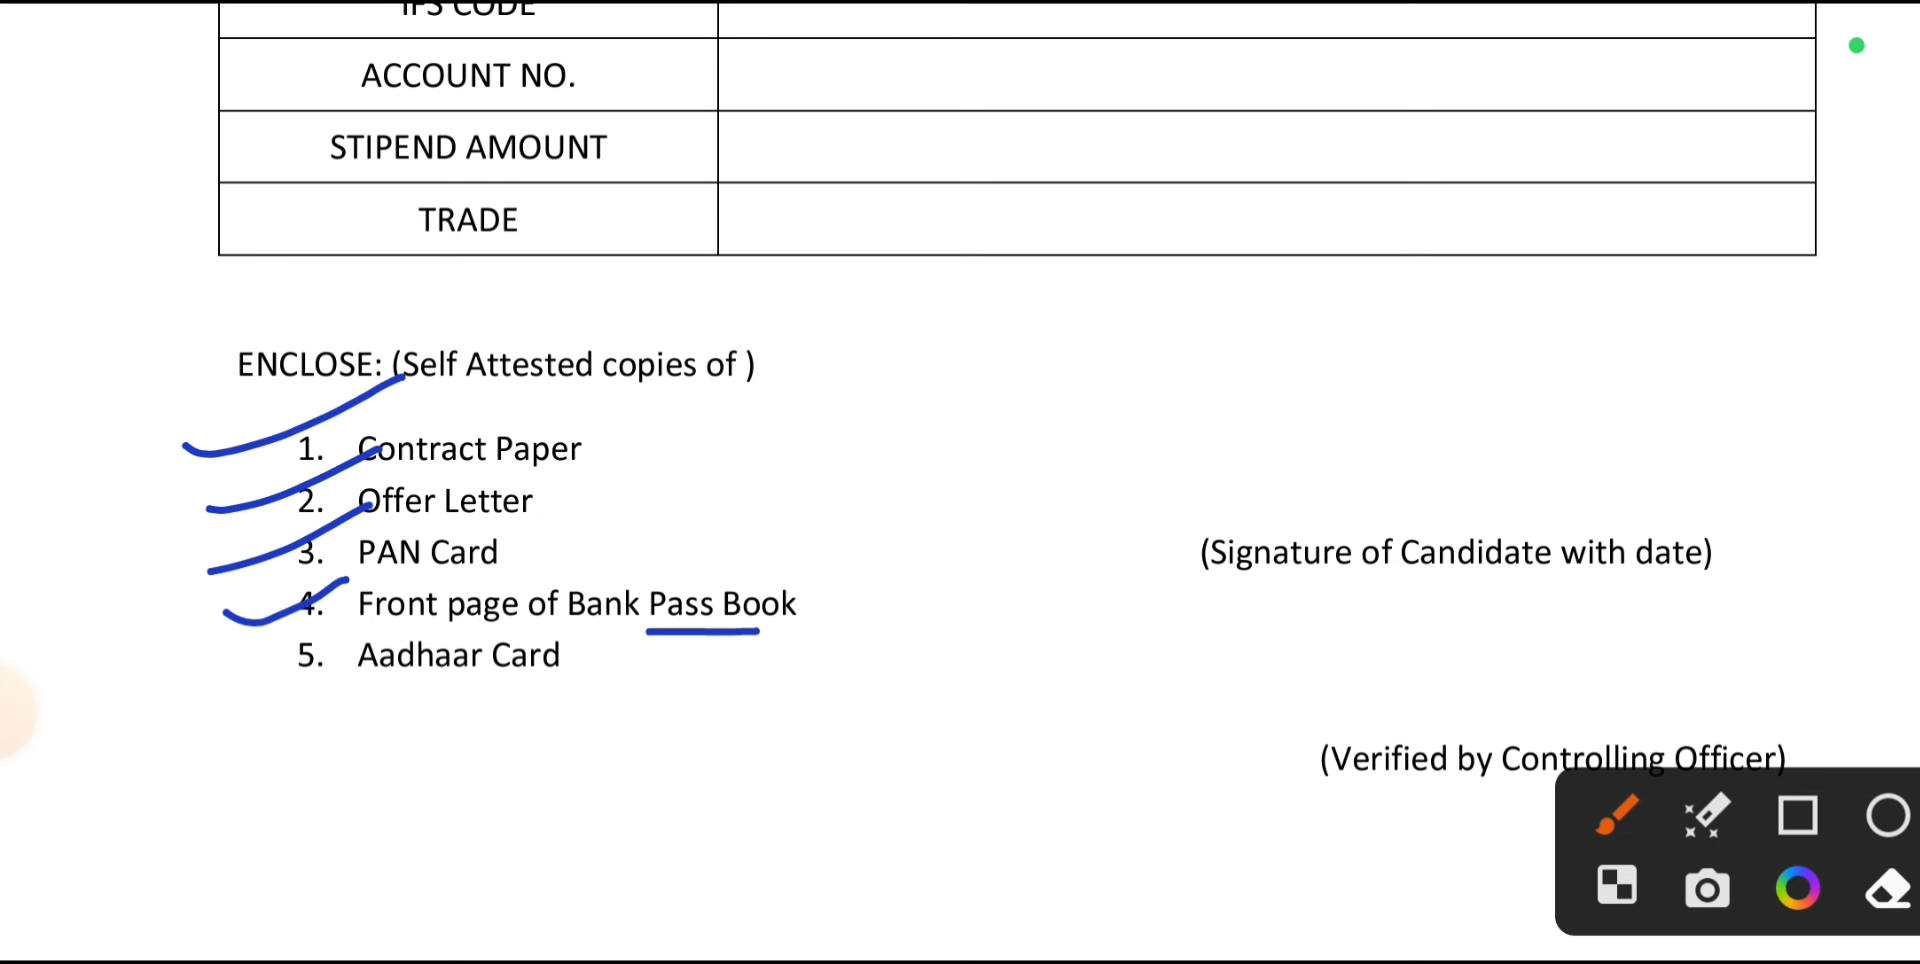 IFS CODE
ACCOUNT NO.
STIPEND AMOUNT
TRADE
ENCLOSE: (Self Attested copies of )
1. Contract Paper
2. Offer Letter
3. PAN Card
(Signature of Candidate with date)
4. Front page of Bank Pass Book
5. Aadhaar Card
(Verified by Controlling Officer)